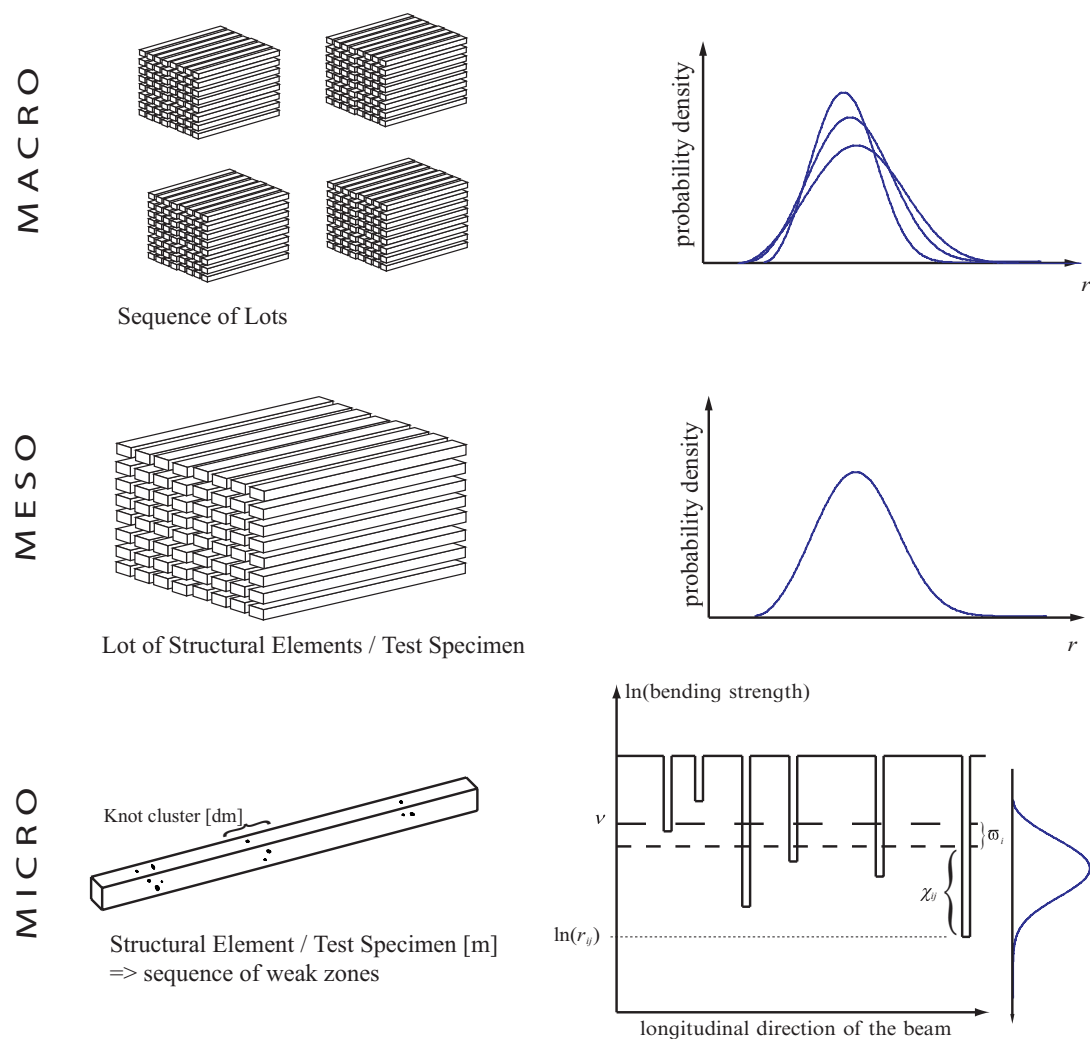 MACRO
Sequence of Lots
probability density
r
MESO
Lot of Structural Elements / Test Specimen
probability density
r
MICRO
Knot cluster [dm]
Structural Element / Test Specimen [m]
=> sequence of weak zones
ln(bending strength)
ν
ϖi
χij
ln(rij)
longitudinal direction of the beam